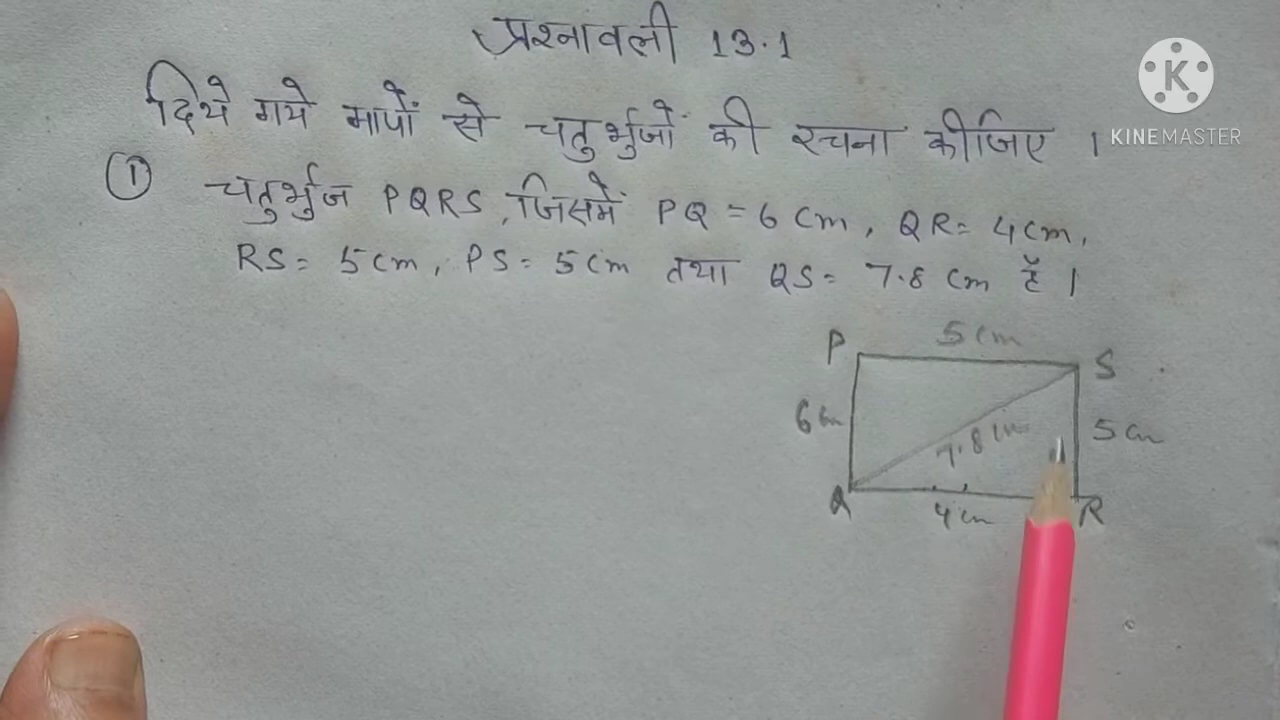 प्रश्नावली 13.1
दिये गये मापों से चतुर्भुजों की रचना कीजिए ।
① चतुर्भुज PQRS, जिसमें PQ = 6 cm, QR = 4 cm,
RS = 5 cm, PS = 5 cm तथा QS = 7.8 cm हैं ।
K
KINEMASTER
P 5 cm S
6 cm 7.8 cm 5 cm
Q 4 cm R